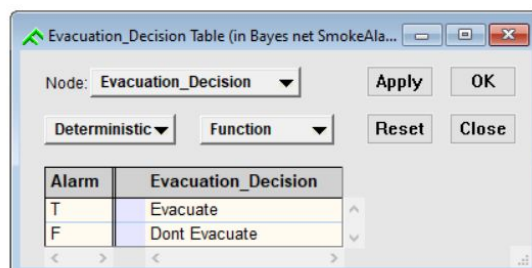 Evacuation_Decision Table (in Bayes net SmokeAla...
Node: Evacuation_Decision Apply OK
Deterministic Function Reset Close
Alarm Evacuation_Decision
T Evacuate
F Dont Evacuate